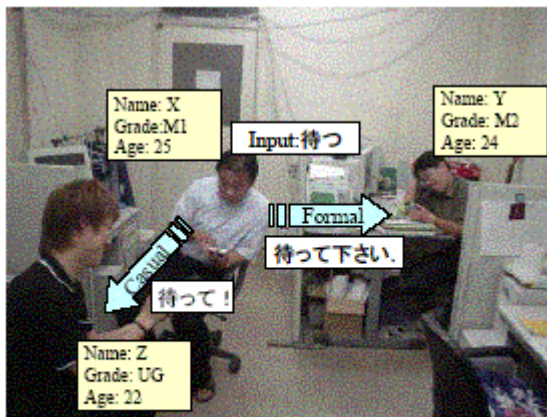 Name: X
Grade:M1
Age: 25
Name: Y
Grade: M2
Age: 24
Input:待つ
Formal
待って下さい.
Casual
待って!
Name: Z
Grade: UG
Age: 22